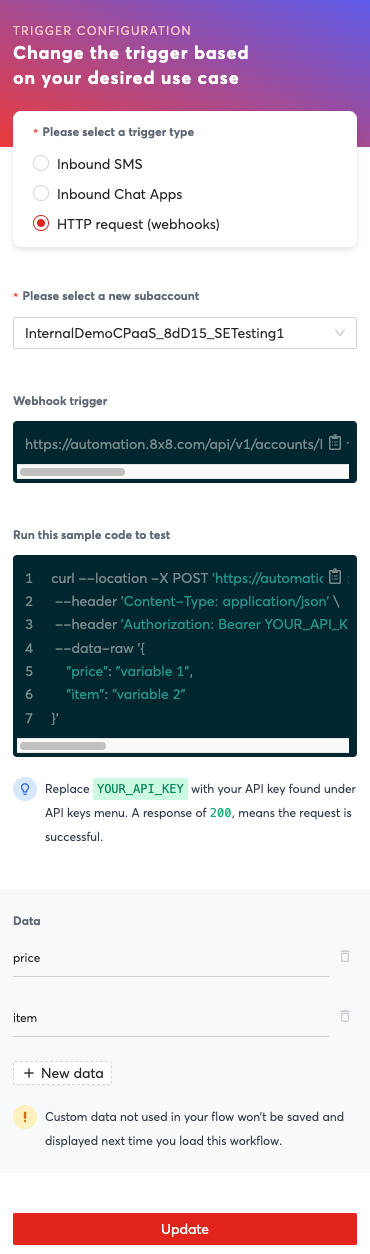 TRIGGER CONFIGURATION
Change the trigger based
on your desired use case
* Please select a trigger type
Inbound SMS
Inbound Chat Apps
HTTP request (webhooks)
* Please select a new subaccount
InternalDemoCPaaS_8dD15_SETesting1
Webhook trigger
https://automation.8x8.com/api/v1/accounts/I
Run this sample code to test
1 curl --location -X POST 'https://automatic
2 --header 'Content-Type: application/json' \
3 --header 'Authorization: Bearer YOUR_API_K
4 --data-raw '{
5 "price": "variable 1",
6 "item": "variable 2"
7 }'
Replace YOUR_API_KEY with your API key found under
API keys menu. A response of 200, means the request is
successful.
Data
price
item
+ New data
Custom data not used in your flow won't be saved and
displayed next time you load this workflow.
Update